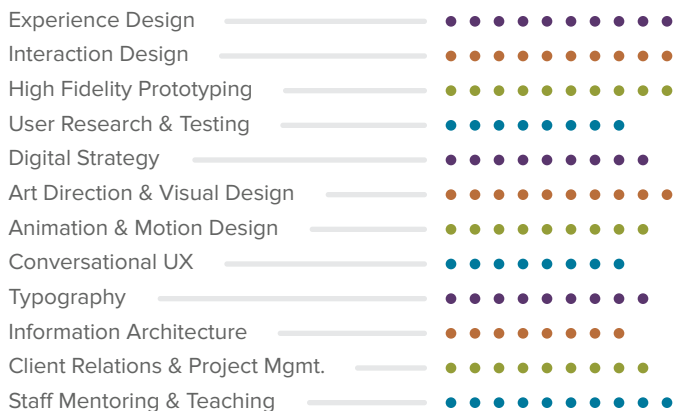 Experience Design
Interaction Design
High Fidelity Prototyping
User Research & Testing
Digital Strategy
Art Direction & Visual Design
Animation & Motion Design
Conversational UX
Typography
Information Architecture
Client Relations & Project Mgmt.
Staff Mentoring & Teaching